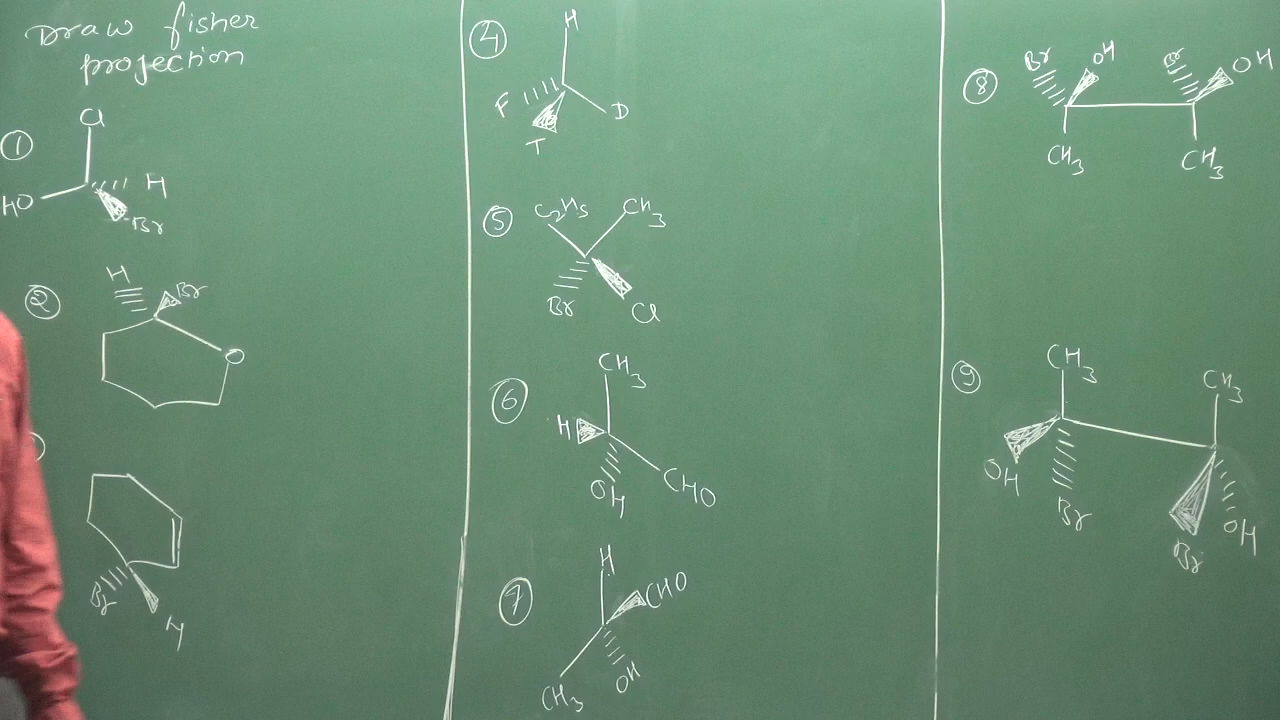 Draw fisher
projection
①
Cl
HO
H
Br
②
H
Br
O
Br
H
④
H
F
D
T
⑤
C₂H₅
CH₃
Br
Cl
⑥
CH₃
H
OH
CHO
⑦
H
CHO
CH₃
OH
⑧
Br
OH
Br
OH
CH₃
CH₃
⑨
CH₃
CH₃
OH
Br
OH
Br